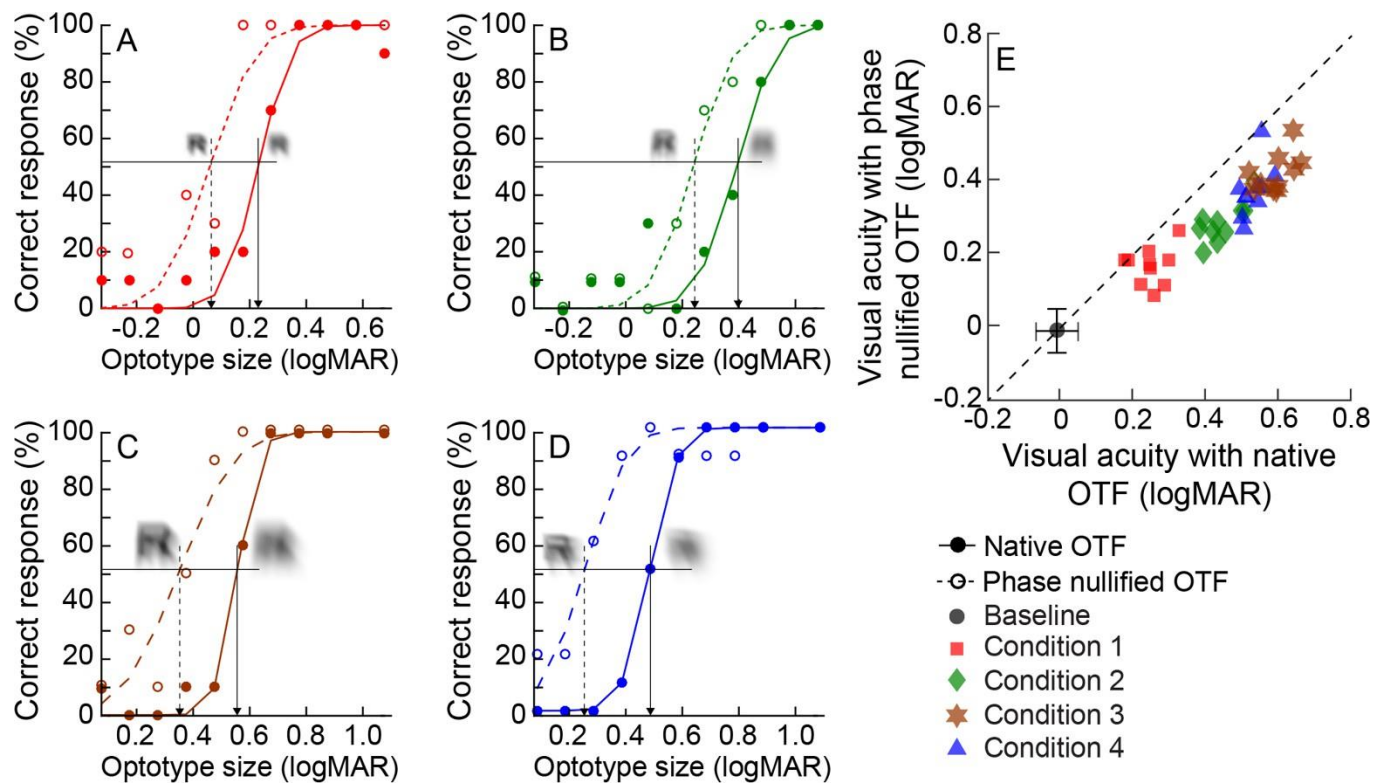 A
Correct response (%)
100
80
60
40
20
0
-0.2 0 0.2 0.4 0.6
Optotype size (logMAR)
R R
B
Correct response (%)
100
80
60
40
20
0
-0.2 0 0.2 0.4 0.6
Optotype size (logMAR)
R R
E
Visual acuity with phase
nullified OTF (logMAR)
0.8
0.6
0.4
0.2
0
-0.2
-0.2 0 0.2 0.4 0.6 0.8
Visual acuity with native
OTF (logMAR)
C
Correct response (%)
100
80
60
40
20
0
0.2 0.4 0.6 0.8 1.0
Optotype size (logMAR)
R R
D
Correct response (%)
100
80
60
40
20
0
0.2 0.4 0.6 0.8 1.0
Optotype size (logMAR)
R
Native OTF
Phase nullified OTF
Baseline
Condition 1
Condition 2
Condition 3
Condition 4